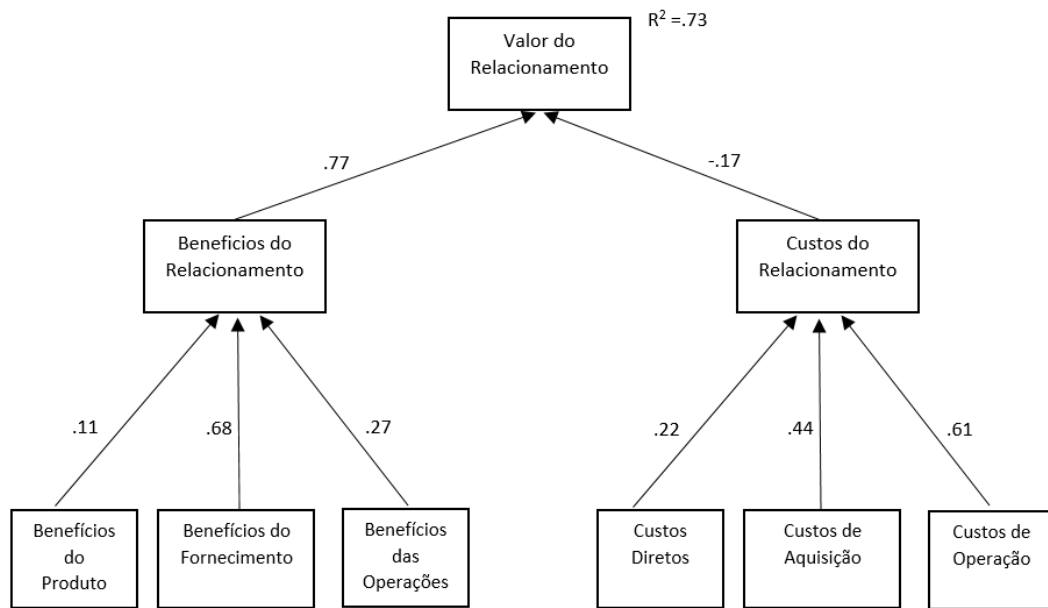 R² =.73
Valor do
Relacionamento
.77
-.17
Beneficios do
Relacionamento
Custos do
Relacionamento
.11
.68
.27
.22
.44
.61
Benefícios
do
Produto
Benefícios do
Fornecimento
Benefícios
das
Operações
Custos
Diretos
Custos de
Aquisição
Custos de
Operação